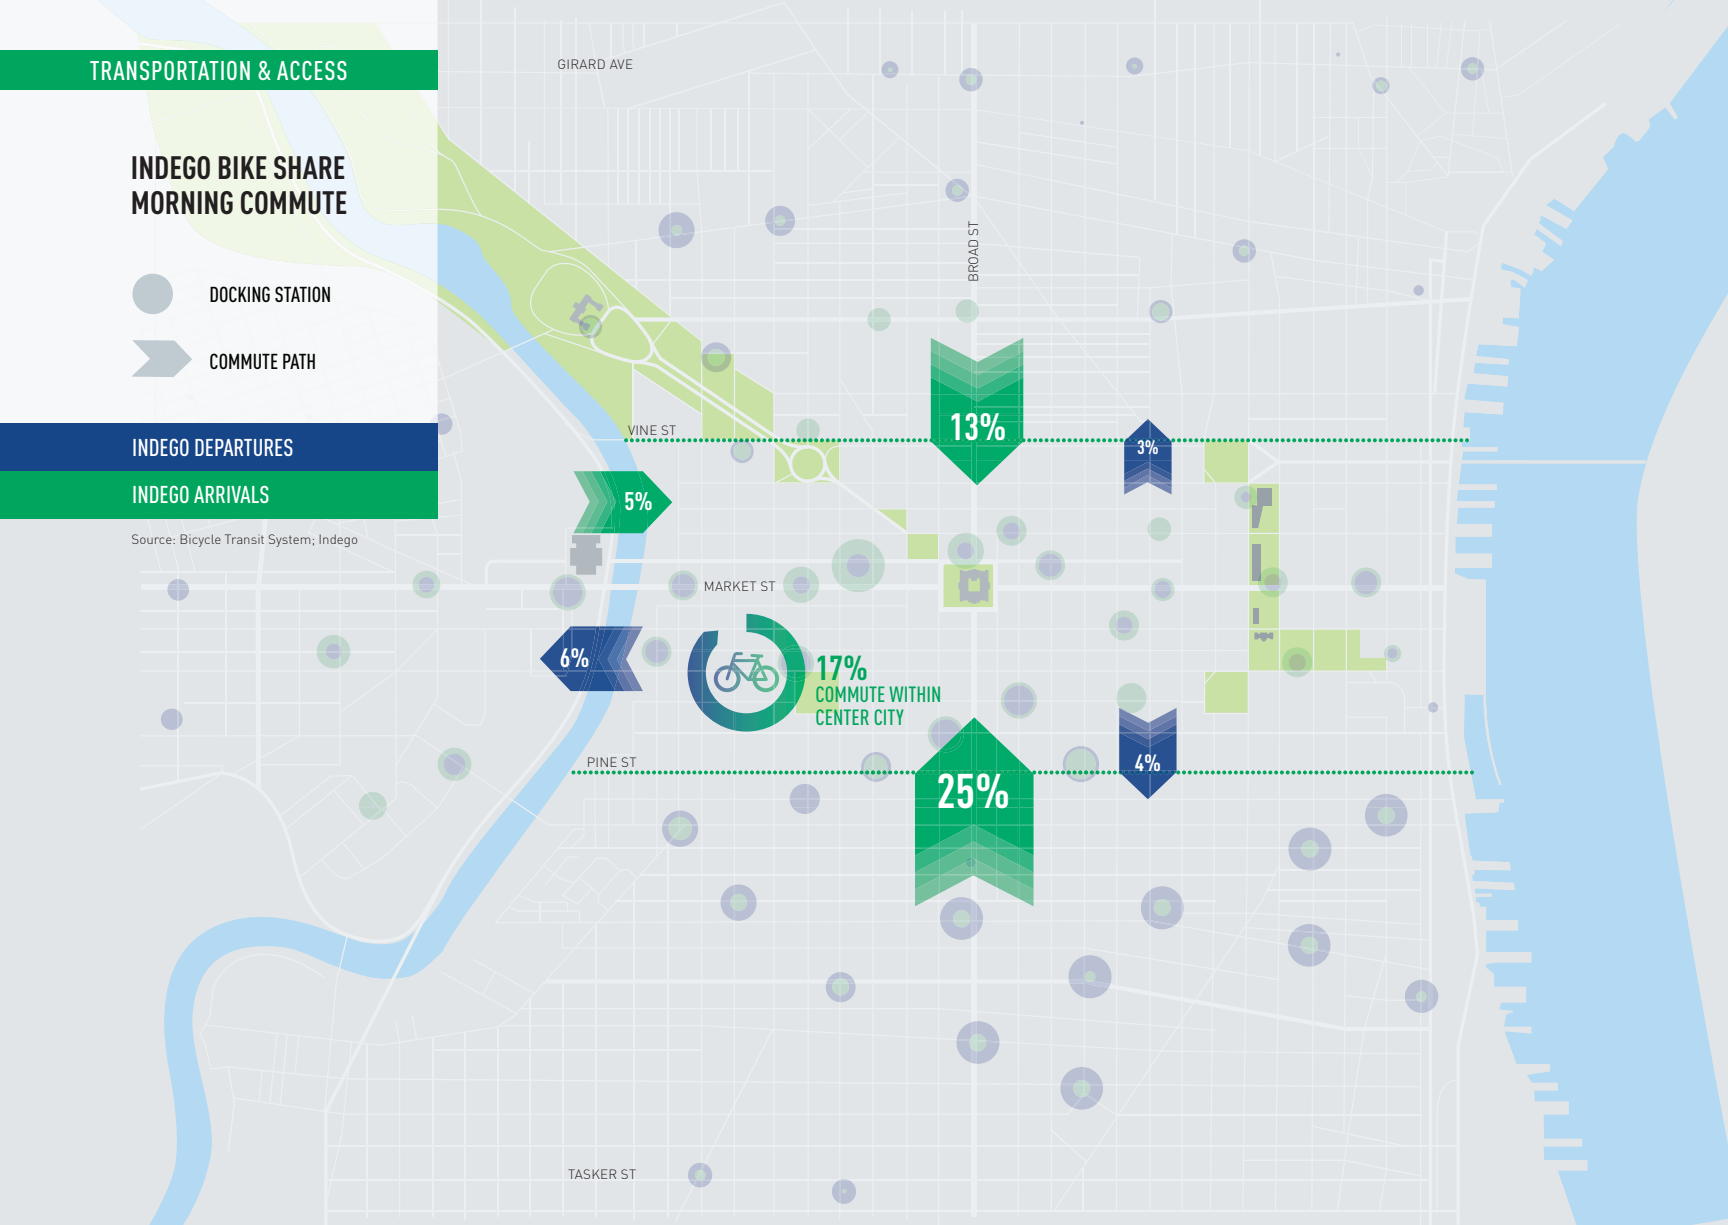 TRANSPORTATION & ACCESS
INDEGO BIKE SHARE
MORNING COMMUTE
DOCKING STATION
COMMUTE PATH
INDEGO DEPARTURES
INDEGO ARRIVALS
Source: Bicycle Transit System; Indego
GIRARD AVE
BROAD ST
VINE ST
13%
3%
5%
MARKET ST
6%
17%
COMMUTE WITHIN
CENTER CITY
PINE ST
25%
4%
TASKER ST